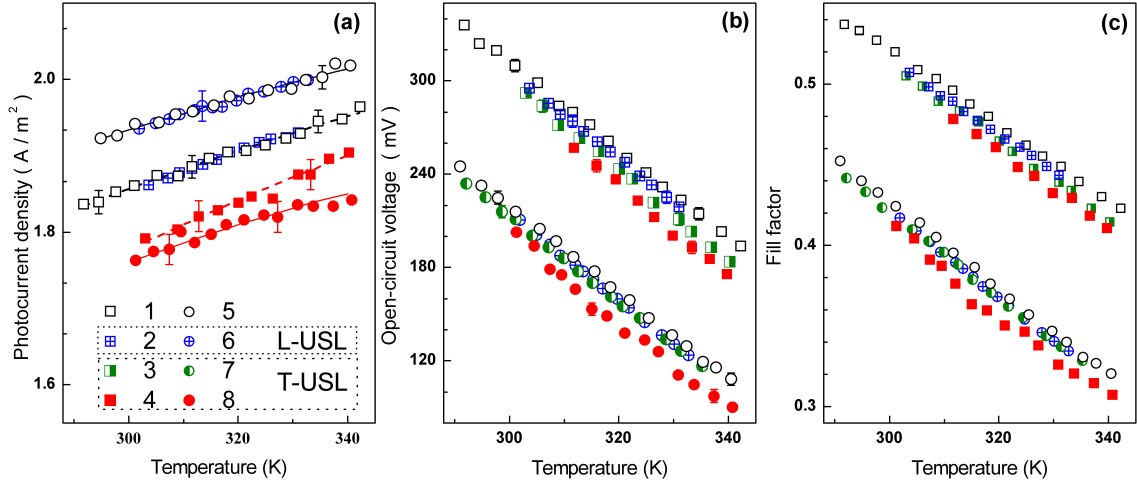 (a)
(b)
(c)
Photocurrent density ( A / m²)
2.0
1.8
1.6
1 5
2 6 L-USL
3 7 T-USL
4 8
300 320 340
Temperature (K)
Open-circuit voltage ( mV)
300
240
180
120
300 320 340
Temperature (K)
Fill factor
0.5
0.4
0.3
300 320 340
Temperature (K)